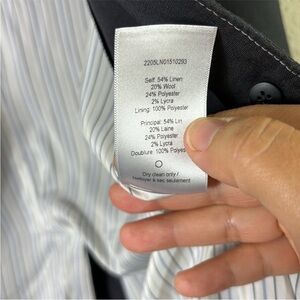 2205LN01510293
Self: 54% Linen
20% Wool
24% Polyester
2% Lycra
Lining: 100% Polyester
Principal: 54% Lin
20% Laine
24% Polyester
2% Lycra
Doublure: 100% Polyes
Dry clean only /
Nettoyer à sec seulement